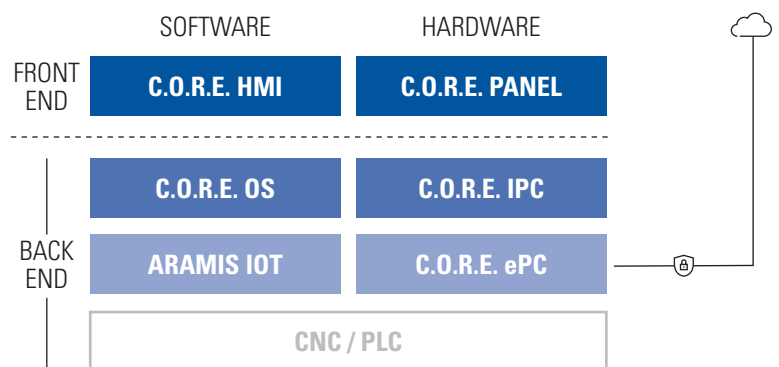 SOFTWARE HARDWARE
FRONT
END
C.O.R.E. HMI C.O.R.E. PANEL
C.O.R.E. OS C.O.R.E. IPC
BACK
END
ARAMIS IOT C.O.R.E. ePC
CNC / PLC